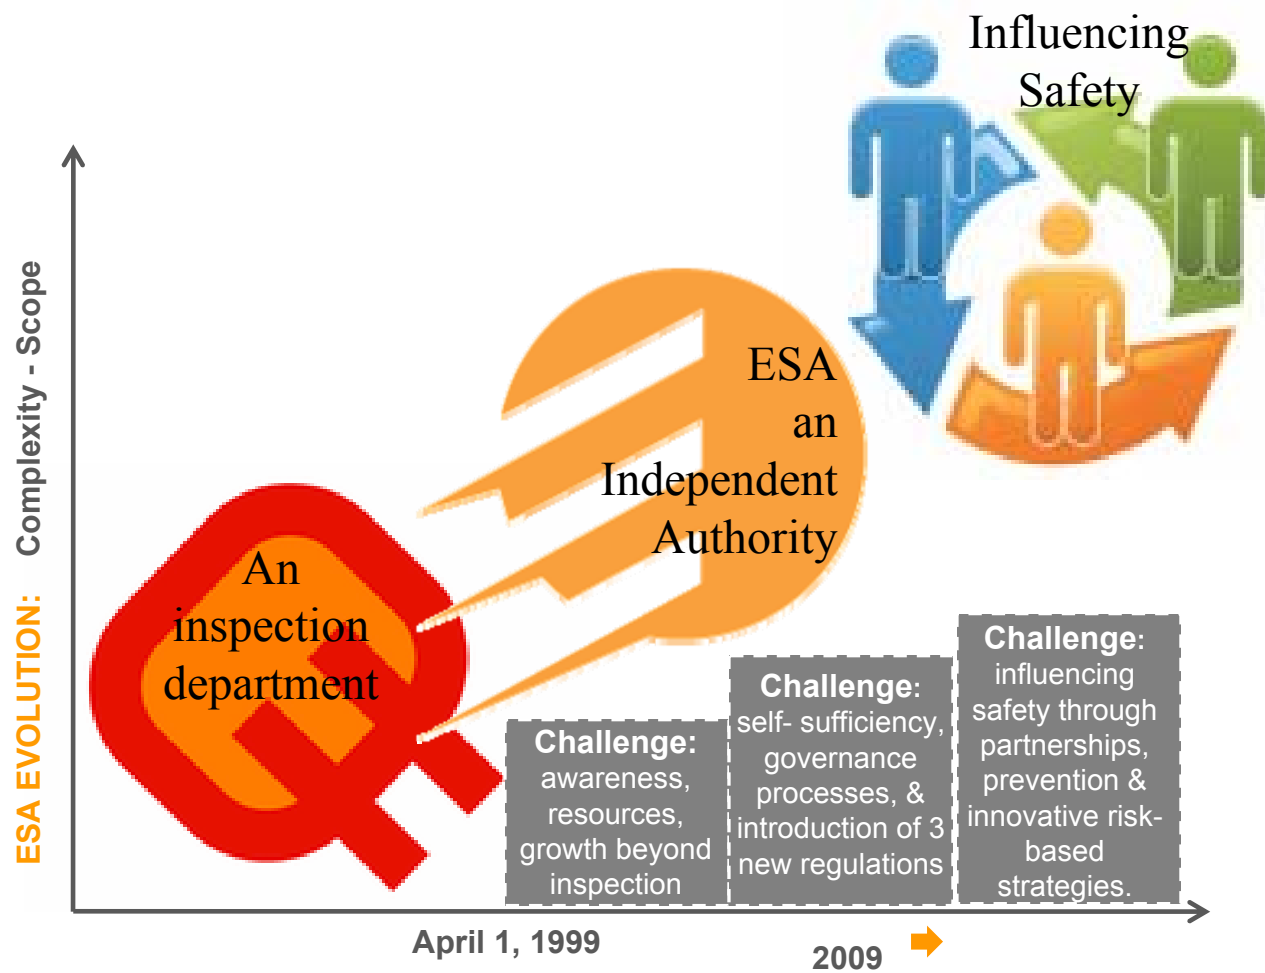 Influencing
Safety
ESA
an
Independent
Authority
An
inspection
department
ESA EVOLUTION: Complexity - Scope
Challenge:
awareness,
resources,
growth beyond
inspection
Challenge:
self- sufficiency,
governance
processes, &
introduction of 3
new regulations
Challenge:
influencing
safety through
partnerships,
prevention &
innovative risk-
based
strategies.
April 1, 1999
2009